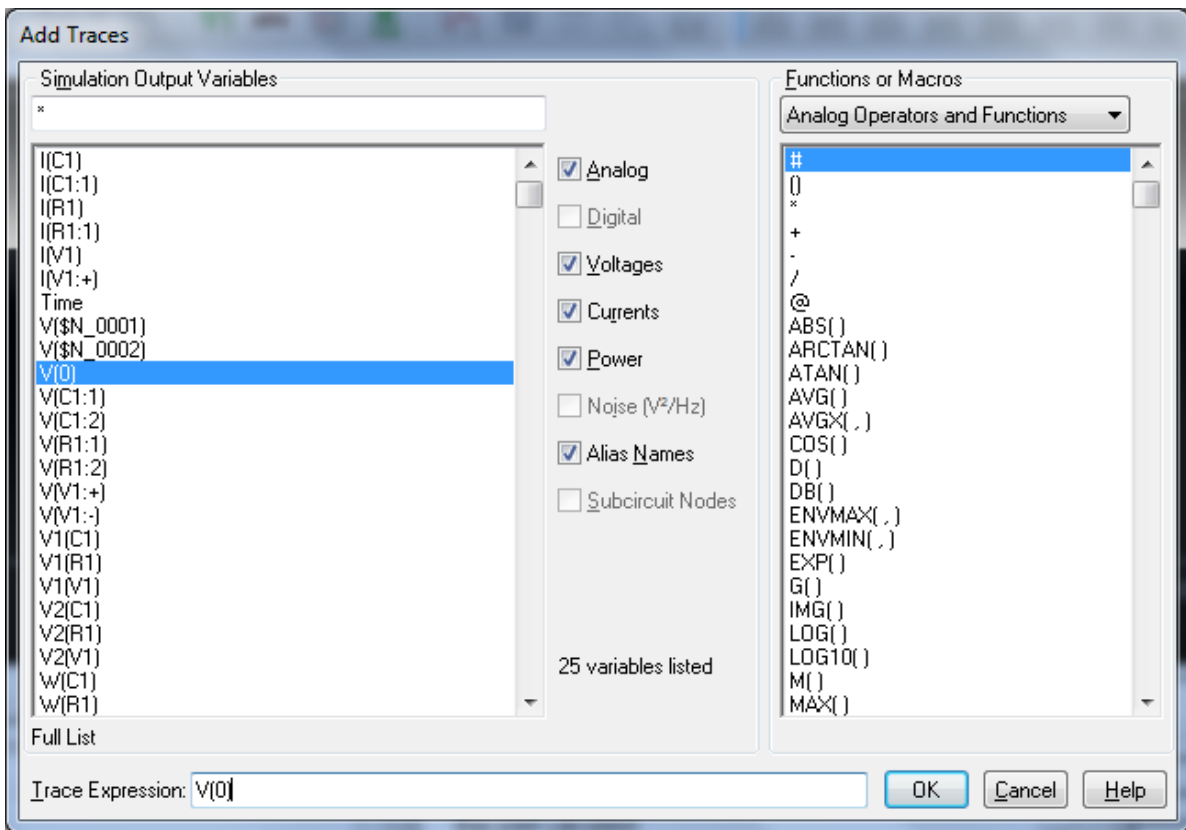 Add Traces
Simulation Output Variables
*
I(C1)
I(C1:1)
I(R1)
I(R1:1)
I(V1)
I(V1:+)
Time
V($N_0001)
V($N_0002)
V(0)
V(C1:1)
V(C1:2)
V(R1:1)
V(R1:2)
V(V1:+)
V(V1:-)
V1(C1)
V1(R1)
V1(V1)
V2(C1)
V2(R1)
V2(V1)
W(C1)
W(R1)
Full List
Analog
Digital
Voltages
Currents
Power
Noise (V²/Hz)
Alias Names
Subcircuit Nodes
25 variables listed
Functions or Macros
Analog Operators and Functions
#
()
*
+
-
/
@
ABS( )
ARCTAN( )
ATAN( )
AVG( )
AVGX( , )
COS( )
D( )
DB( )
ENVMAX( , )
ENVMIN( , )
EXP( )
G( )
IMG( )
LOG( )
LOG10( )
M( )
MAX( )
Trace Expression: V(0)
OK
Cancel
Help